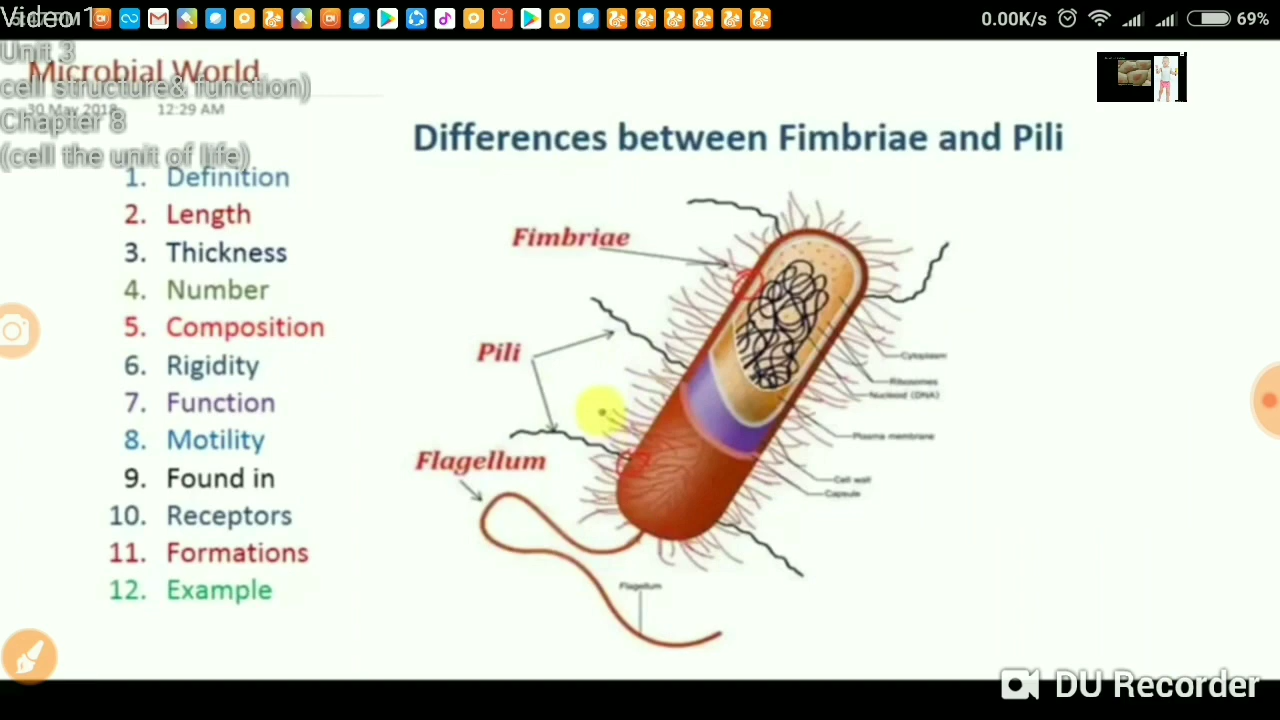 Video 1
0.00K/s
69%
Unit 3
Microbial World
cell structure& function)
30 May 2018 12:29 AM
Chapter 8
(cell the unit of life)
Differences between Fimbriae and Pili
1. Definition
2. Length
3. Thickness
4. Number
5. Composition
6. Rigidity
7. Function
8. Motility
9. Found in
10. Receptors
11. Formations
12. Example
Fimbriae
Pili
Flagellum
Cytoplasm
Ribosomes
Nucleoid (DNA)
Plasma membrane
Cell wall
Capsule
Flagellum
DU Recorder